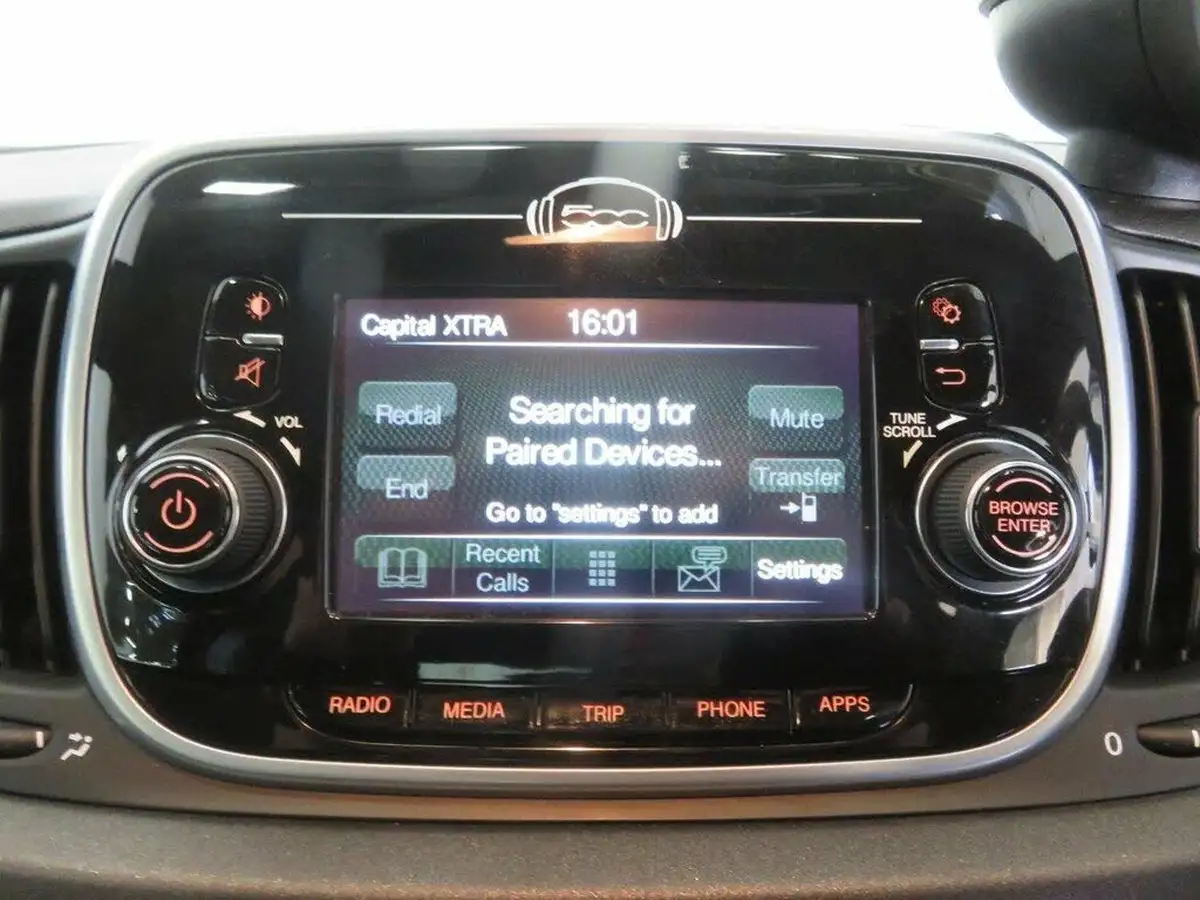 500
Capital XTRA 16:01
Redial
Searching for
Paired Devices...
Mute
End
Transfer
Go to "settings" to add
Recent
Calls
Settings
VOL
TUNE
SCROLL
BROWSE
ENTER
RADIO MEDIA TRIP PHONE APPS
0